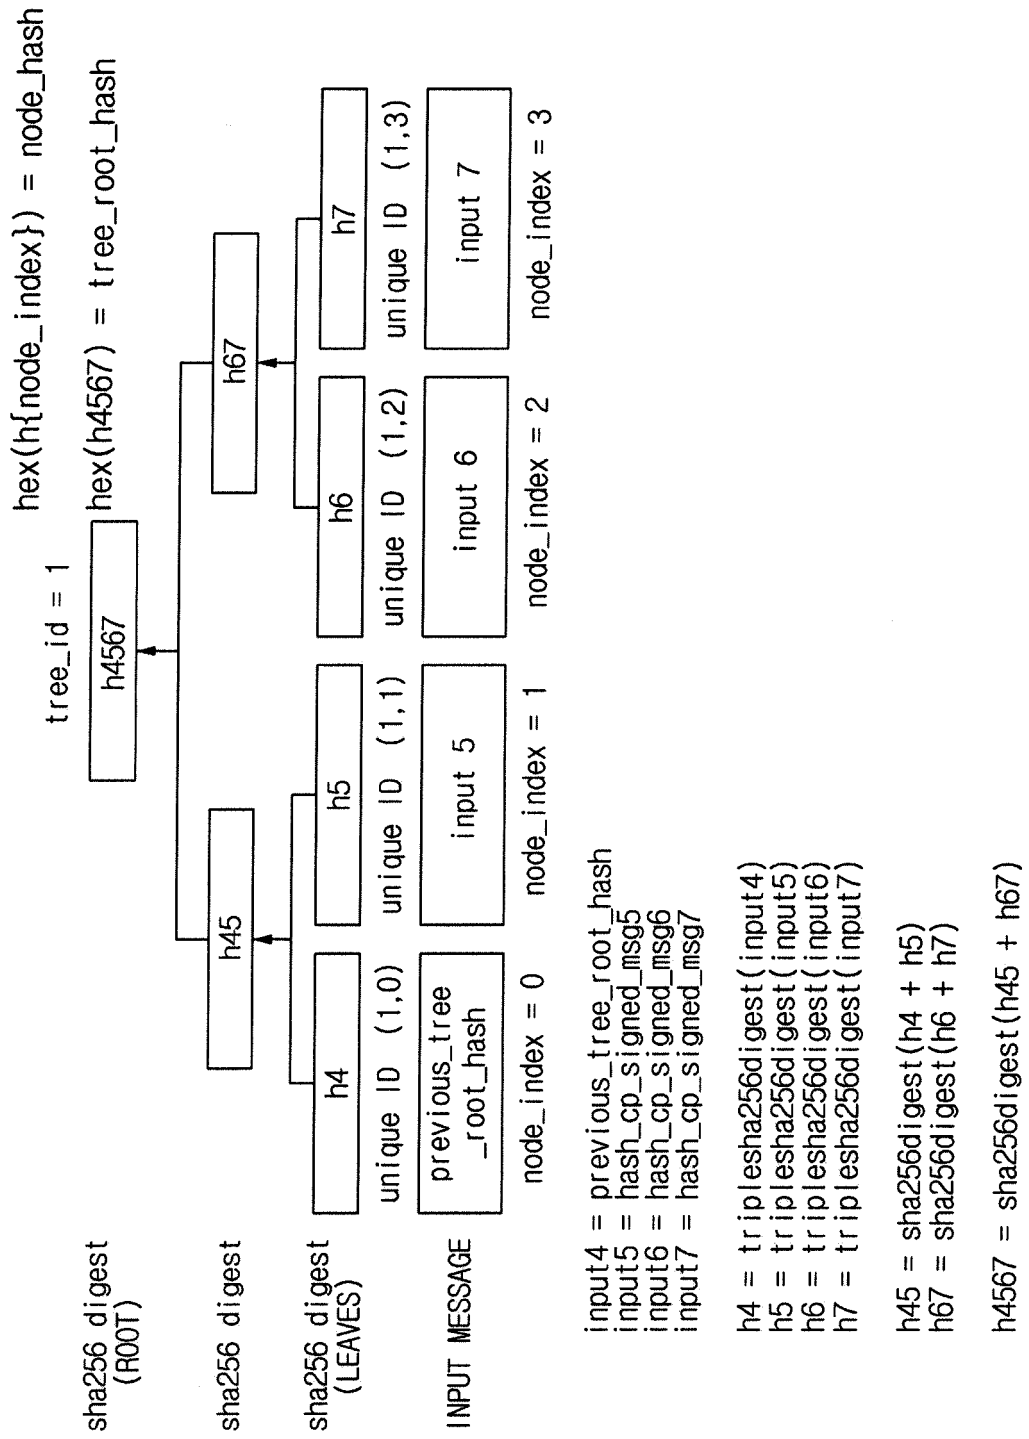 tree_id = 1
hex(h{node_index}) = node_hash
sha256 digest
(ROOT)
h4567
hex(h4567) = tree_root_hash
sha256 digest
h45
h67
sha256 digest
(LEAVES)
h4
h5
h6
h7
unique ID (1,0)
unique ID (1,1)
unique ID (1,2)
unique ID (1,3)
INPUT MESSAGE
previous_tree
_root_hash
input 5
input 6
input 7
node_index = 0
node_index = 1
node_index = 2
node_index = 3
input4 = previous_tree_root_hash
input5 = hash_cp_signed_msg5
input6 = hash_cp_signed_msg6
input7 = hash_cp_signed_msg7
h4 = triplesha256digest(input4)
h5 = triplesha256digest(input5)
h6 = triplesha256digest(input6)
h7 = triplesha256digest(input7)
h45 = sha256digest(h4 + h5)
h67 = sha256digest(h6 + h7)
h4567 = sha256digest(h45 + h67)